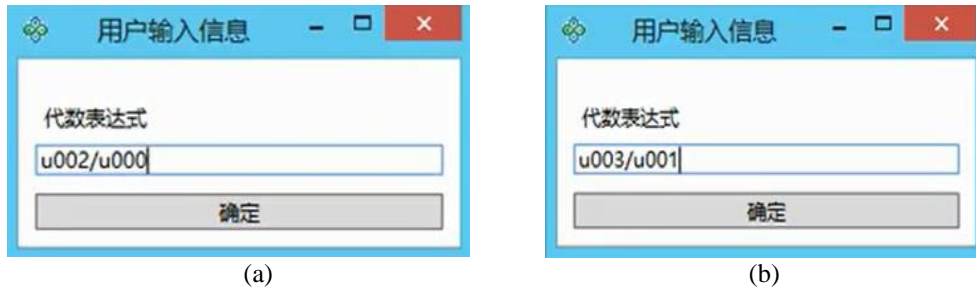 用户输入信息
代数表达式
u002/u000
确定
(a)
用户输入信息
代数表达式
u003/u001
确定
(b)